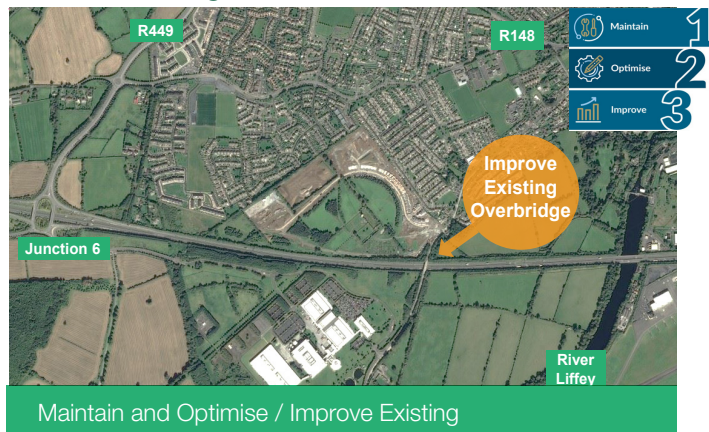 R449
R148
Maintain
1
Optimise
2
Improve
3
Improve
Existing
Overbridge
Junction 6
River
Liffey
Maintain and Optimise / Improve Existing